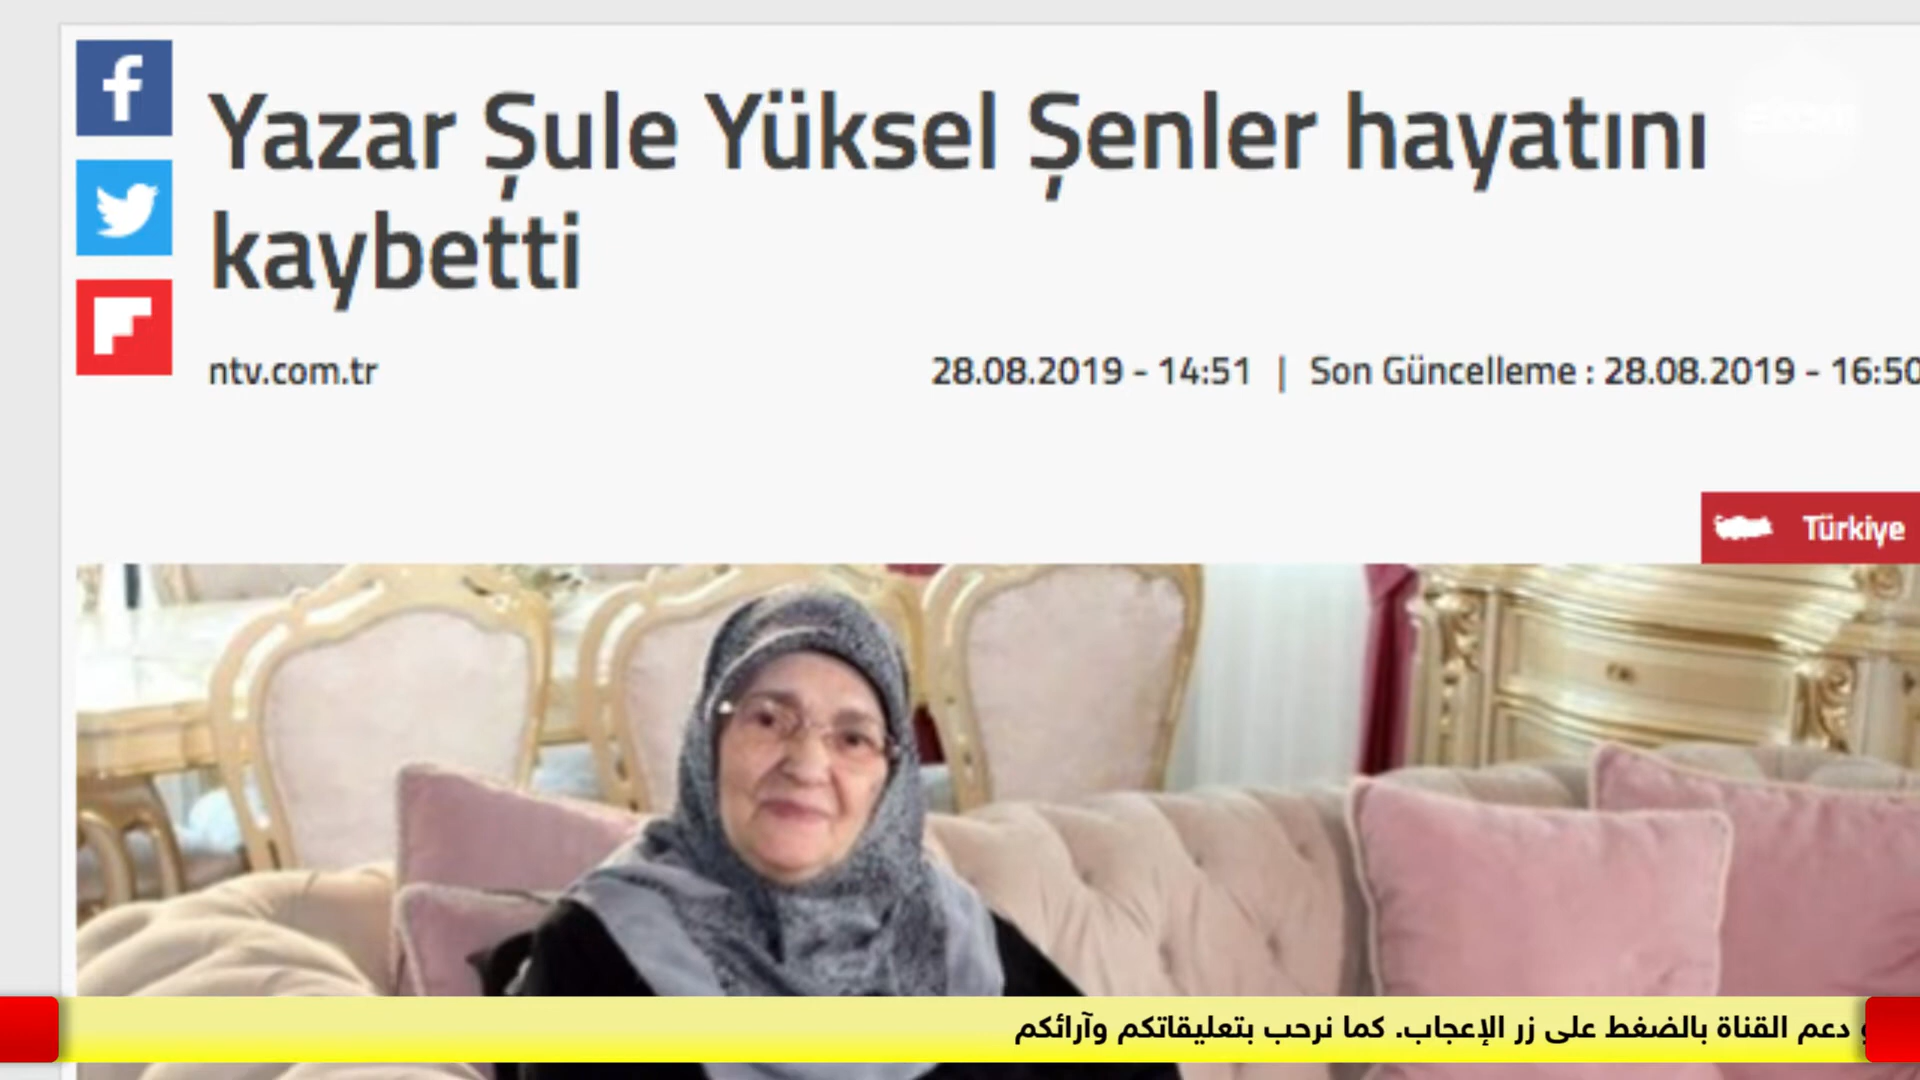 Yazar Şule Yüksel Şenler hayatını
kaybetti
ntv.com.tr
28.08.2019 - 14:51 | Son Güncelleme : 28.08.2019 - 16:50
Türkiye
دعم القناة بالضغط على زر الإعجاب. كما نرحب بتعليقاتكم وآرائكم